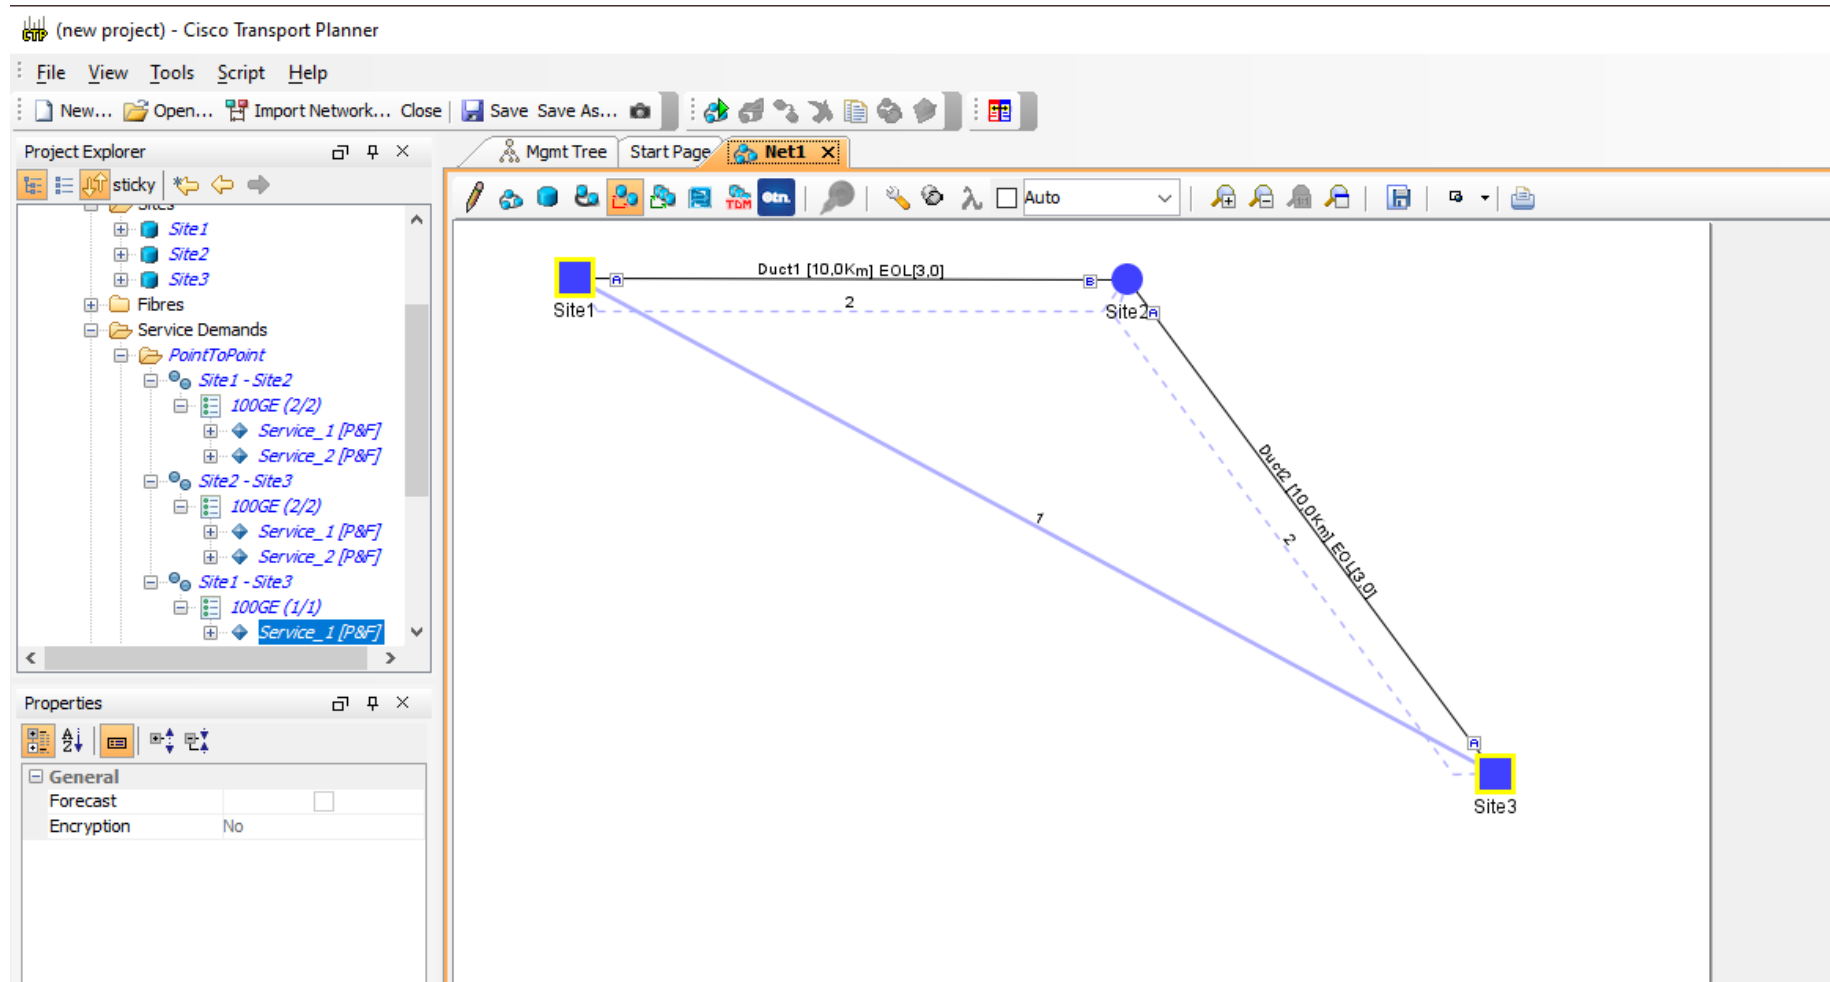 (new project) - Cisco Transport Planner
File View Tools Script Help
New... Open... Import Network... Close Save Save As...
Project Explorer
Mgmt Tree Start Page Net1
sticky
TDM otn. λ Auto
Sites
Site1
Site2
Site3
Fibres
Service Demands
PointToPoint
Site1 - Site2
100GE (2/2)
Service_1 [P&F]
Service_2 [P&F]
Site2 - Site3
100GE (2/2)
Service_1 [P&F]
Service_2 [P&F]
Site1 - Site3
100GE (1/1)
Service_1 [P&F]
Properties
General
Forecast
Encryption No
Duct1 [10,0Km] EOL[3,0]
A
B
2
Site1
Site2
A
Duct2 [10,0Km] EOL[3,0]
1
2
A
Site3